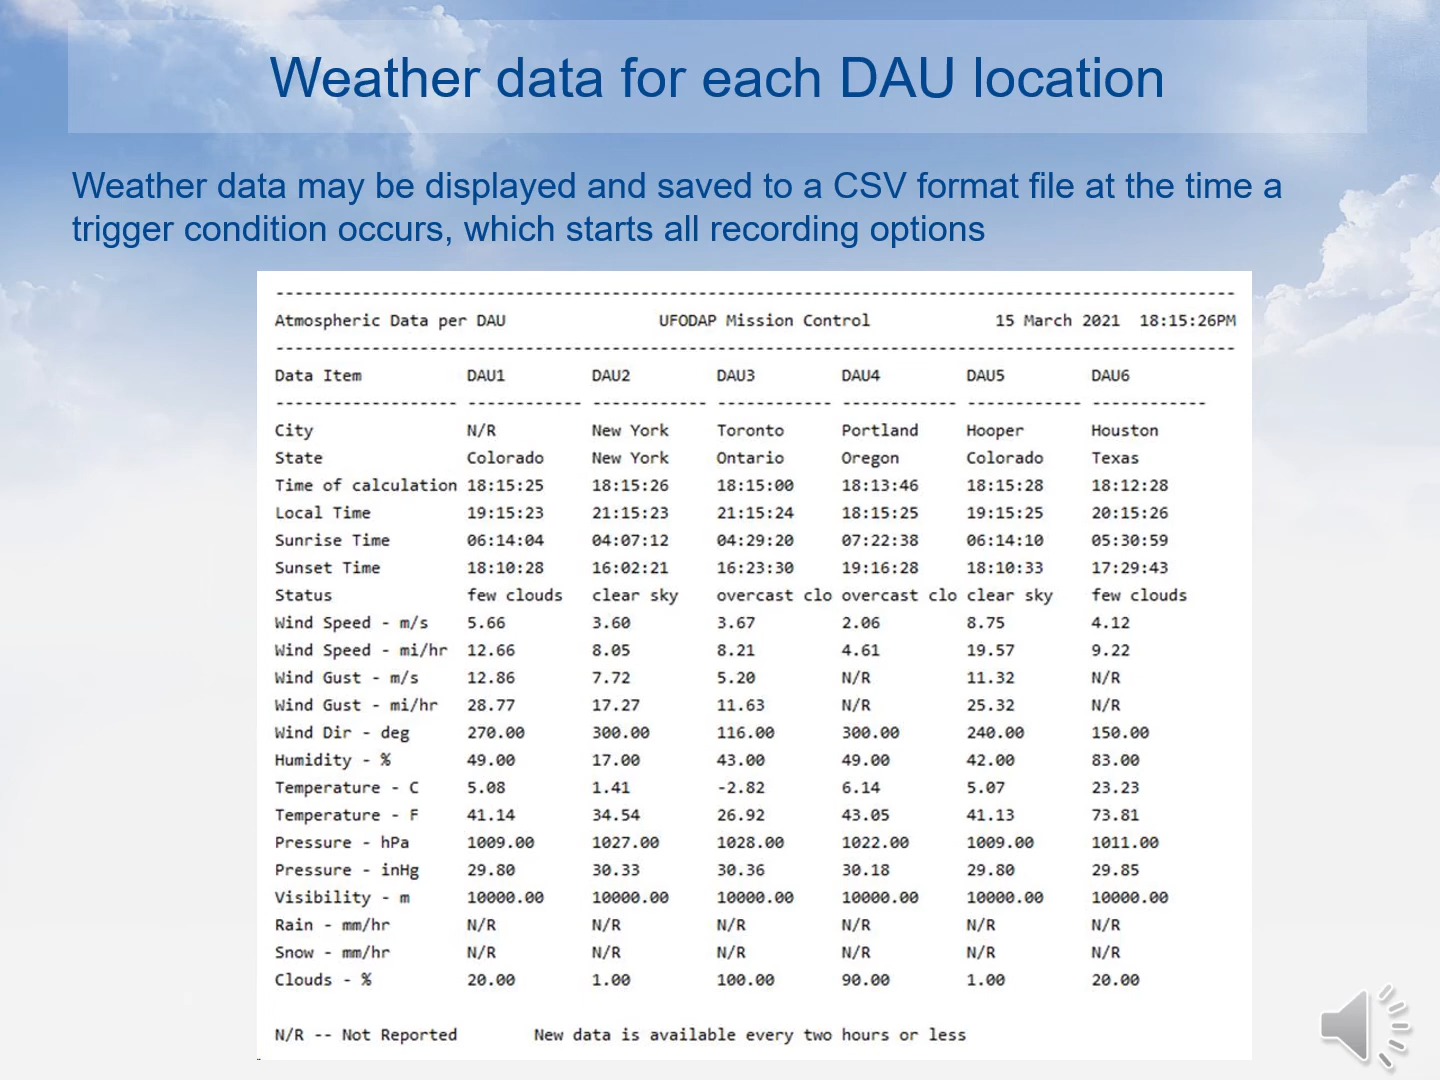 Weather data for each DAU location
Weather data may be displayed and saved to a CSV format file at the time a
trigger condition occurs, which starts all recording options
Atmospheric Data per DAU UFODAP Mission Control 15 March 2021 18:15:26PM
Data Item DAU1 DAU2 DAU3 DAU4 DAU5 DAU6
City N/R New York Toronto Portland Hooper Houston
State Colorado New York Ontario Oregon Colorado Texas
Time of calculation 18:15:25 18:15:26 18:15:00 18:13:46 18:15:28 18:12:28
Local Time 19:15:23 21:15:23 21:15:24 18:15:25 19:15:25 20:15:26
Sunrise Time 06:14:04 04:07:12 04:29:20 07:22:38 06:14:10 05:30:59
Sunset Time 18:10:28 16:02:21 16:23:30 19:16:28 18:10:33 17:29:43
Status few clouds clear sky overcast clo overcast clo clear sky few clouds
Wind Speed - m/s 5.66 3.60 3.67 2.06 8.75 4.12
Wind Speed - mi/hr 12.66 8.05 8.21 4.61 19.57 9.22
Wind Gust - m/s 12.86 7.72 5.20 N/R 11.32 N/R
Wind Gust - mi/hr 28.77 17.27 11.63 N/R 25.32 N/R
Wind Dir - deg 270.00 300.00 116.00 300.00 240.00 150.00
Humidity - % 49.00 17.00 43.00 49.00 42.00 83.00
Temperature - C 5.08 1.41 -2.82 6.14 5.07 23.23
Temperature - F 41.14 34.54 26.92 43.05 41.13 73.81
Pressure - hPa 1009.00 1027.00 1028.00 1022.00 1009.00 1011.00
Pressure - inHg 29.80 30.33 30.36 30.18 29.80 29.85
Visibility - m 10000.00 10000.00 10000.00 10000.00 10000.00 10000.00
Rain - mm/hr N/R N/R N/R N/R N/R N/R
Snow - mm/hr N/R N/R N/R N/R N/R N/R
Clouds - % 20.00 1.00 100.00 90.00 1.00 20.00
N/R -- Not Reported New data is available every two hours or less